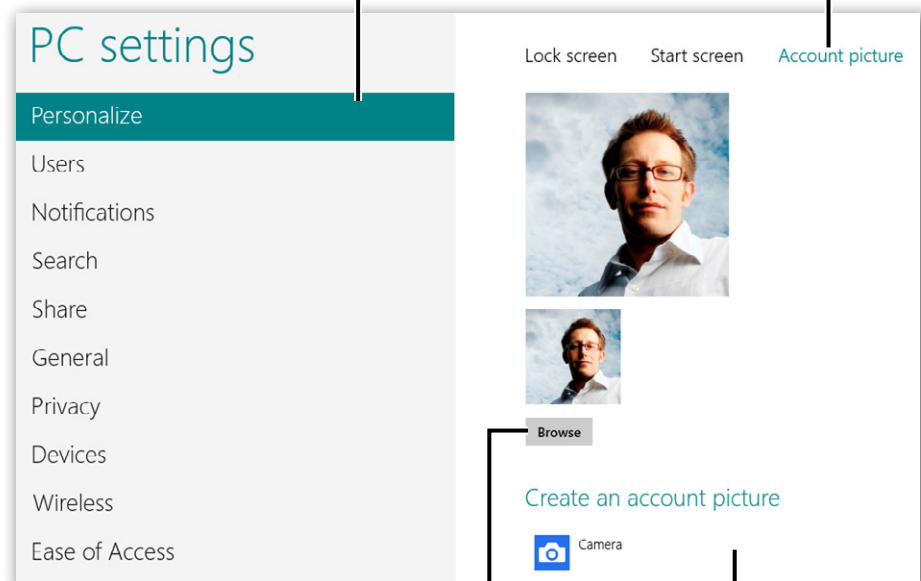 PC settings
Personalize
Users
Notifications
Search
Share
General
Privacy
Devices
Wireless
Ease of Access
Lock screen Start screen Account picture
Browse
Create an account picture
Camera